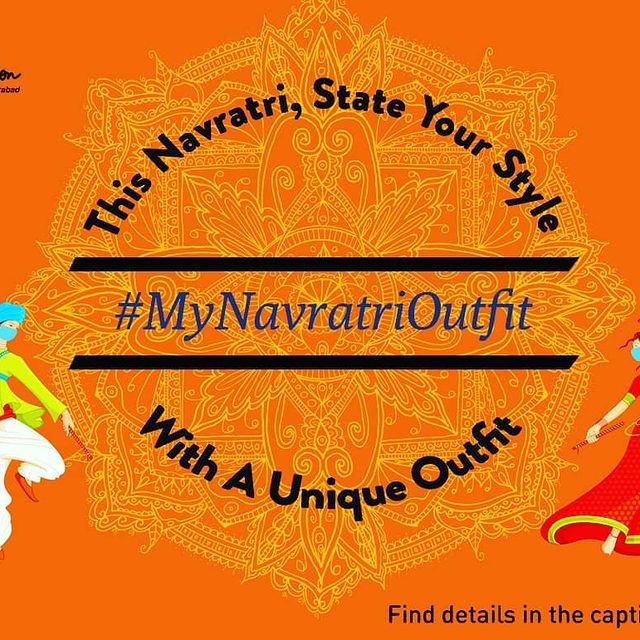 This Navratri, State Your Style
#MyNavratriOutfit
With A Unique Outfit
Find details in the capti